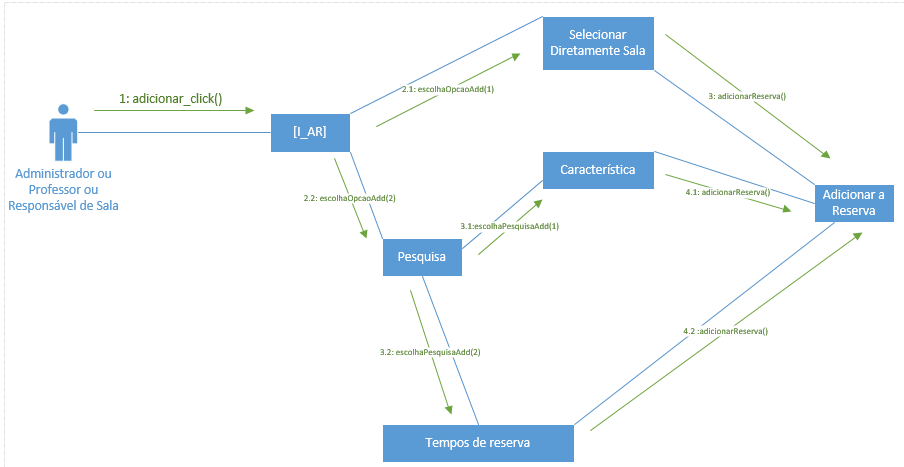 Selecionar
Diretamente Sala
1: adicionar_click()
2.1: escolhaOpcaoAdd(1)
3: adicionarReserva()
[I_AR]
Administrador ou
Professor ou
Responsável de Sala
2.2: escolhaOpcaoAdd(2)
Característica
4.1: adicionarReserva()
Adicionar a
Reserva
3.1:escolhaPesquisaAdd(1)
Pesquisa
4.2 :adicionarReserva()
3.2: escolhaPesquisaAdd(2)
Tempos de reserva